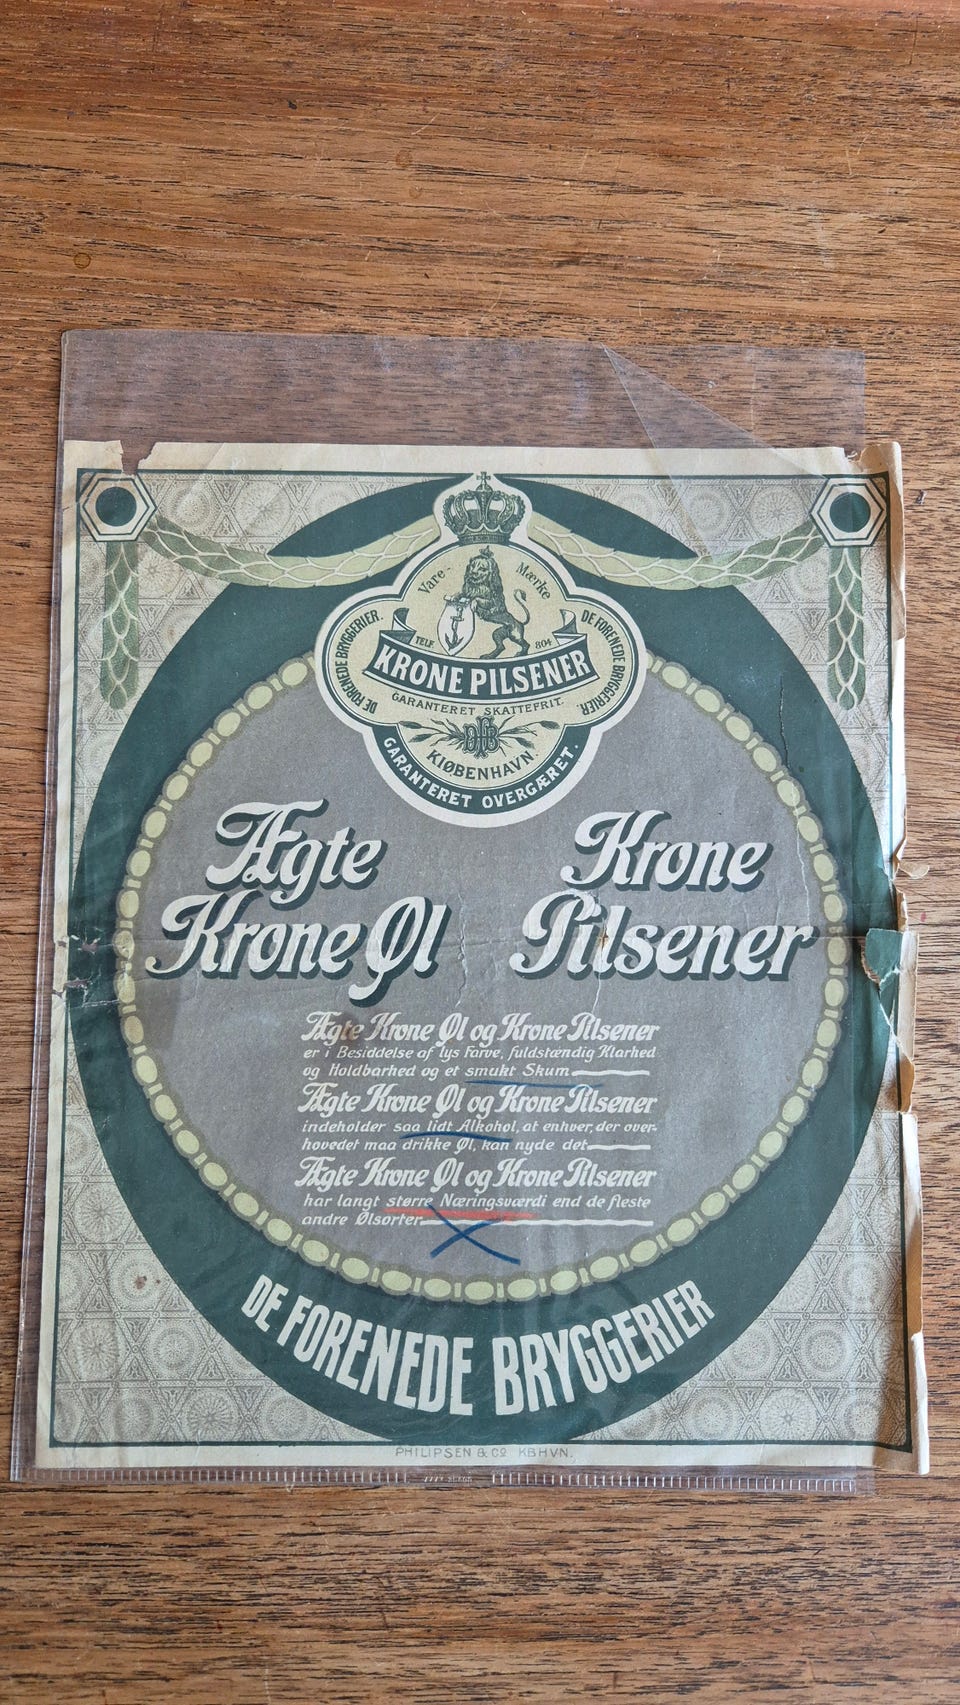 Vare- Mærke
DE FORENEDE BRYGGERIER.
TELF. 804
DE FORENEDE BRYGGERIER.
KRONE PILSENER
GARANTERET SKATTEFRIT.
DFB
KIØBENHAVN
GARANTERET OVERGÆRET.
Ægte
Krone Øl
Krone
Pilsener
Ægte Krone Øl og Krone Pilsener
er i Besiddelse af lys Farve, fuldstændig Klarhed
og Holdbarhed og et smukt Skum
Ægte Krone Øl og Krone Pilsener
indeholder saa lidt Alkohol, at enhver, der over-
hovedet maa drikke Øl, kan nyde det
Ægte Krone Øl og Krone Pilsener
har langt større Næringsværdi end de fleste
andre Ølsorter
DE FORENEDE BRYGGERIER
PHILIPSEN & CO KBHVN.